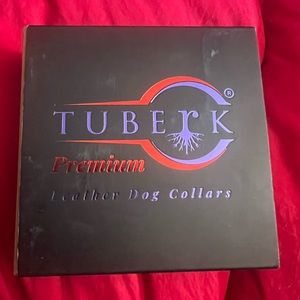 ®
TUBErK
Premium
Leather Dog Collars